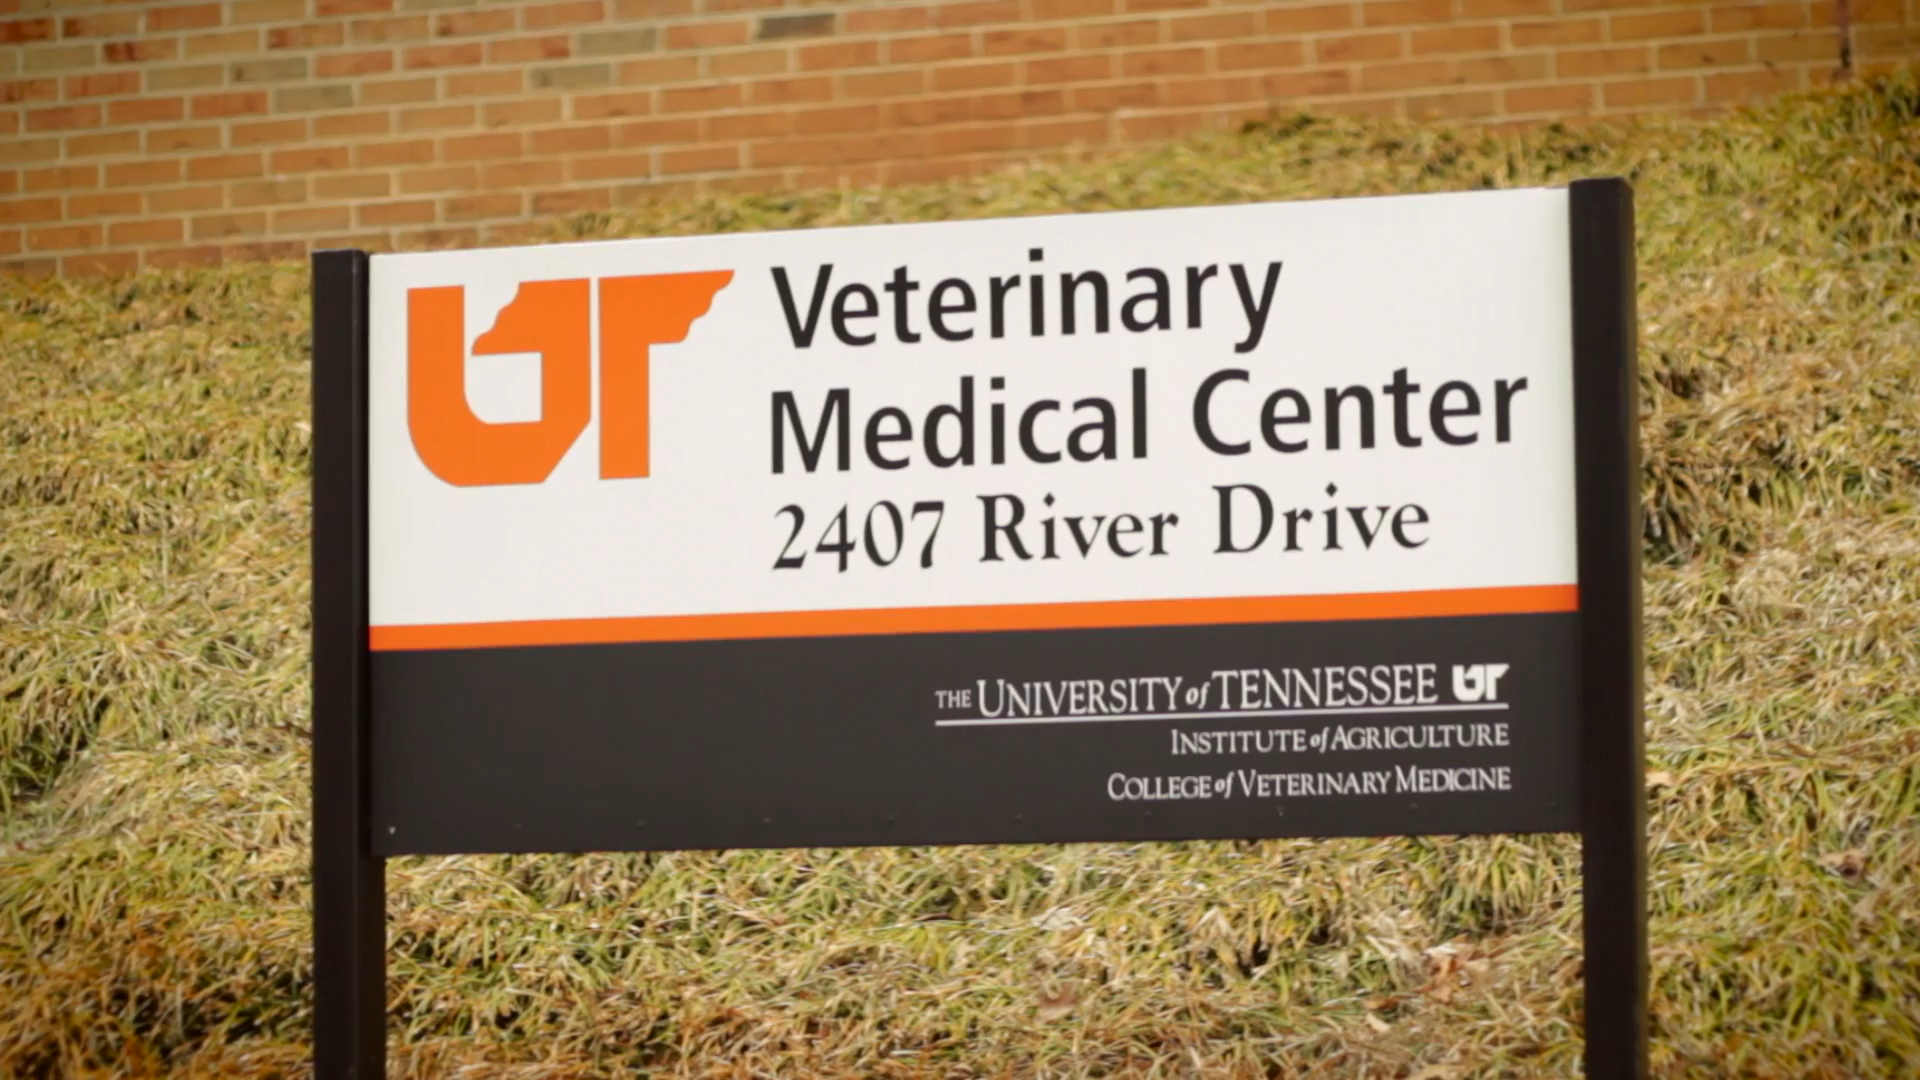 UT
Veterinary
Medical Center
2407 River Drive
THE UNIVERSITY of TENNESSEE UT
INSTITUTE of AGRICULTURE
COLLEGE of VETERINARY MEDICINE